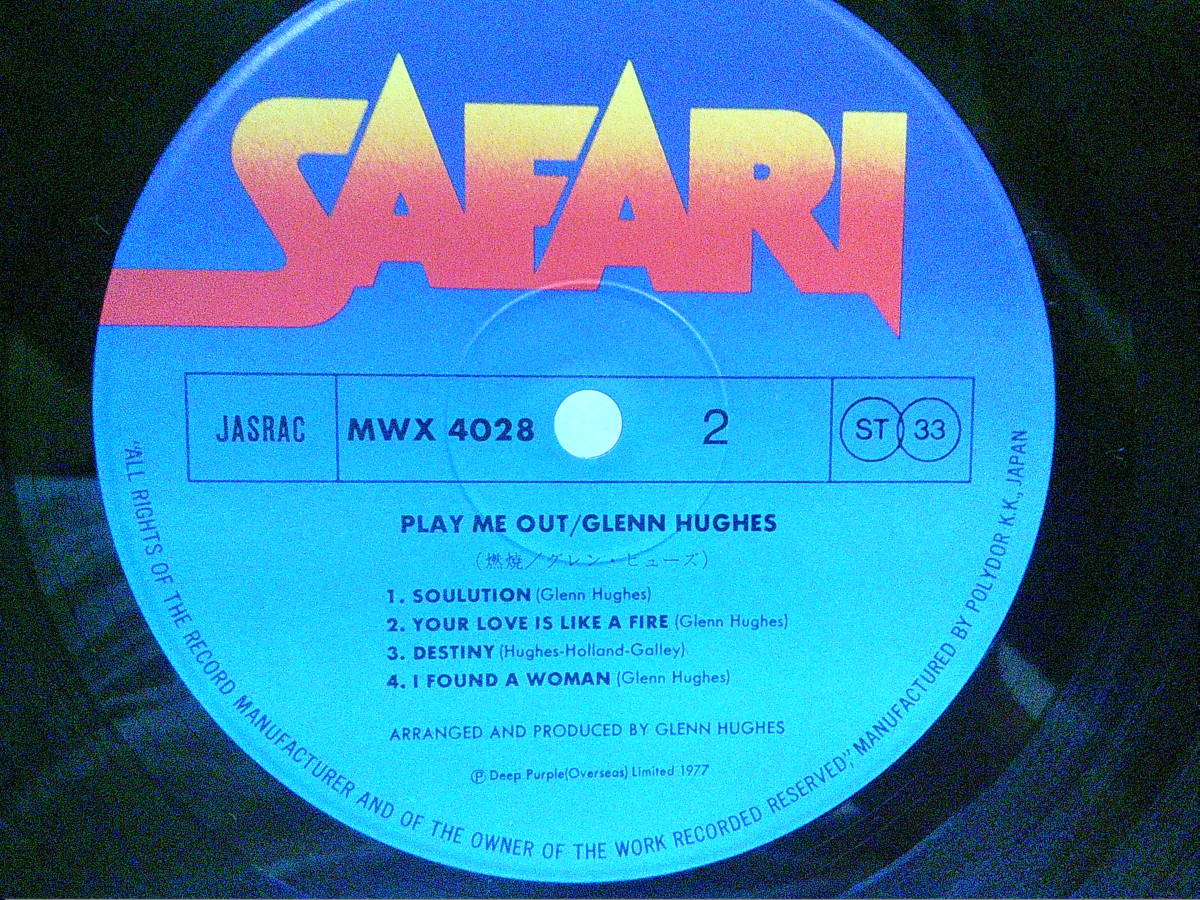 SAFARI
JASRAC MWX 4028 2 ST 33
PLAY ME OUT/GLENN HUGHES
(燃焼／グレン・ヒューズ)
1. SOULUTION (Glenn Hughes)
2. YOUR LOVE IS LIKE A FIRE (Glenn Hughes)
3. DESTINY (Hughes-Holland-Galley)
4. I FOUND A WOMAN (Glenn Hughes)
ARRANGED AND PRODUCED BY GLENN HUGHES
Ⓟ Deep Purple(Overseas) Limited 1977
"ALL RIGHTS OF THE RECORD MANUFACTURER AND OF THE OWNER OF THE WORK RECORDED RESERVED", MANUFACTURED BY POLYDOR K.K., JAPAN